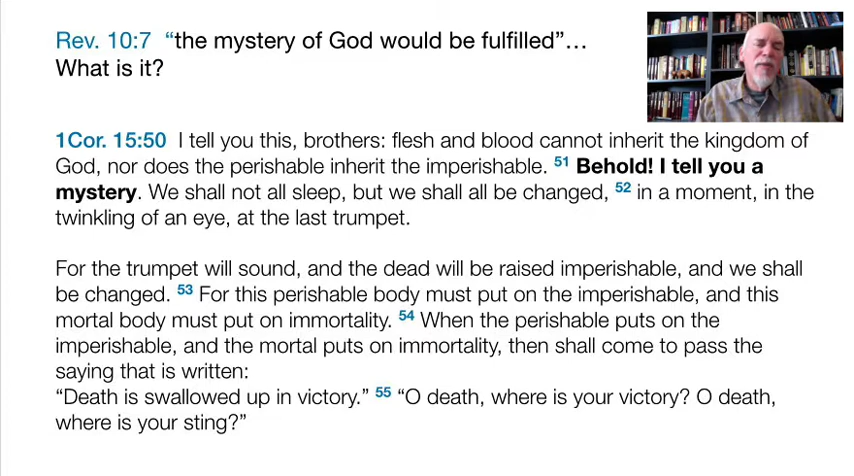 Rev. 10:7 “the mystery of God would be fulfilled”…
What is it?
1Cor. 15:50 I tell you this, brothers: flesh and blood cannot inherit the kingdom of
God, nor does the perishable inherit the imperishable. 51 Behold! I tell you a
mystery. We shall not all sleep, but we shall all be changed, 52 in a moment, in the
twinkling of an eye, at the last trumpet.
For the trumpet will sound, and the dead will be raised imperishable, and we shall
be changed. 53 For this perishable body must put on the imperishable, and this
mortal body must put on immortality. 54 When the perishable puts on the
imperishable, and the mortal puts on immortality, then shall come to pass the
saying that is written:
“Death is swallowed up in victory.” 55 “O death, where is your victory? O death,
where is your sting?”